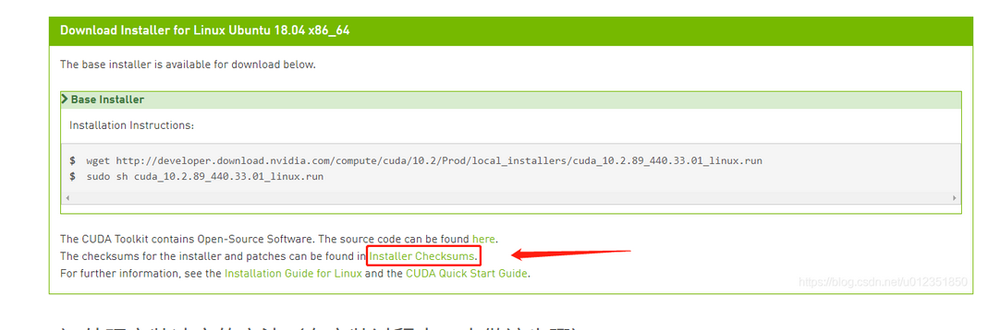 Download Installer for Linux Ubuntu 18.04 x86_64
The base installer is available for download below.
Base Installer
Installation Instructions:
$ wget http://developer.download.nvidia.com/compute/cuda/10.2/Prod/local_installers/cuda_10.2.89_440.33.01_linux.run
$ sudo sh cuda_10.2.89_440.33.01_linux.run
The CUDA Toolkit contains Open-Source Software. The source code can be found here.
The checksums for the installer and patches can be found in Installer Checksums.
For further information, see the Installation Guide for Linux and the CUDA Quick Start Guide.
https://blog.csdn.net/u012351850